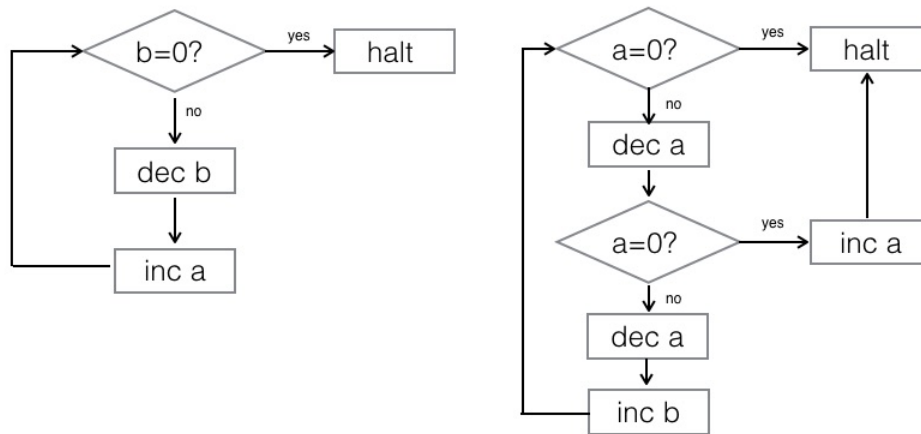 b=0?
yes
halt
no
dec b
inc a
a=0?
yes
halt
no
dec a
a=0?
yes
inc a
no
dec a
inc b